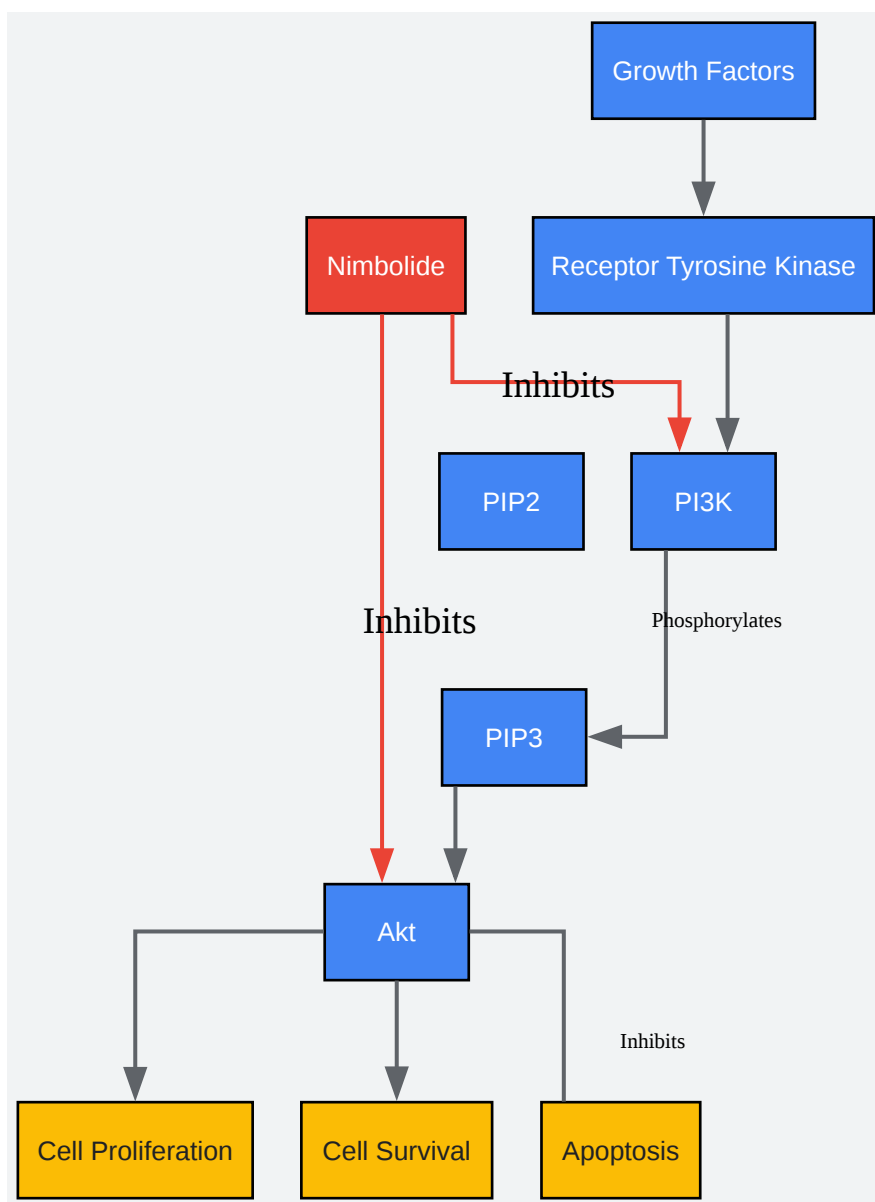 Growth Factors
Nimbolide
Receptor Tyrosine Kinase
Inhibits
PIP2
PI3K
Inhibits
Phosphorylates
PIP3
Akt
Inhibits
Cell Proliferation
Cell Survival
Apoptosis